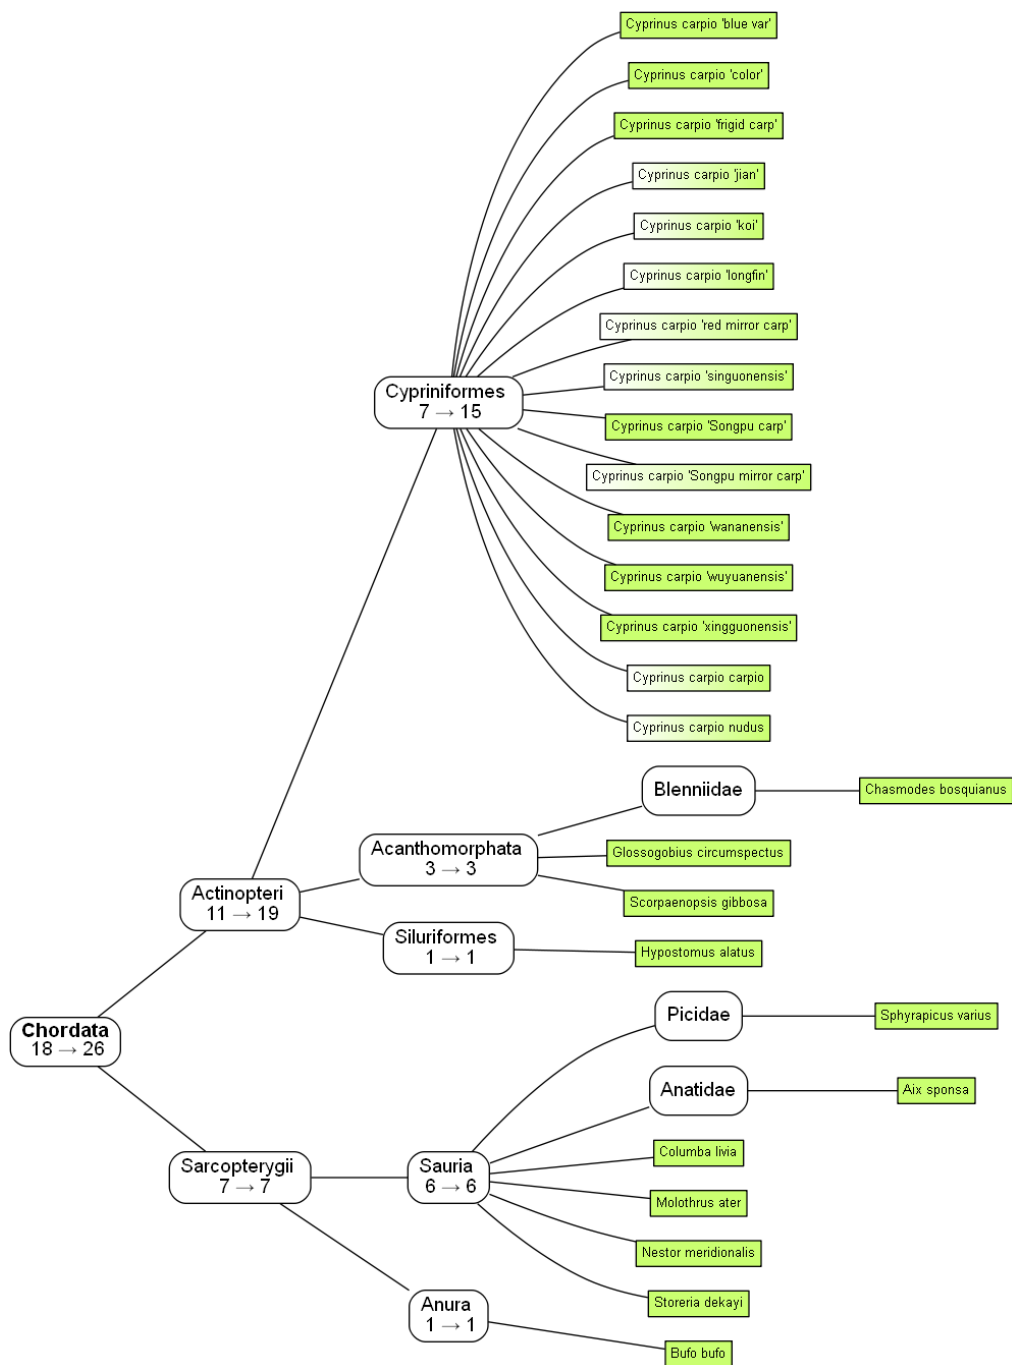 Cyprinus carpio 'blue var'
Cyprinus carpio 'color'
Cyprinus carpio 'frigid carp'
Cyprinus carpio 'jian'
Cyprinus carpio 'koi'
Cyprinus carpio 'longfin'
Cyprinus carpio 'red mirror carp'
Cyprinus carpio 'singuonensis'
Cypriniformes
7 → 15
Cyprinus carpio 'Songpu carp'
Cyprinus carpio 'Songpu mirror carp'
Cyprinus carpio 'wananensis'
Cyprinus carpio 'wuyuanensis'
Cyprinus carpio 'xingguonensis'
Cyprinus carpio carpio
Cyprinus carpio nudus
Blenniidae
Chasmodes bosquianus
Acanthomorphata
3 → 3
Glossogobius circumspectus
Scorpaenopsis gibbosa
Actinopteri
11 → 19
Siluriformes
1 → 1
Hypostomus alatus
Chordata
18 → 26
Picidae
Sphyrapicus varius
Anatidae
Aix sponsa
Sarcopterygii
7 → 7
Sauria
6 → 6
Columba livia
Molothrus ater
Nestor meridionalis
Storeria dekayi
Anura
1 → 1
Bufo bufo